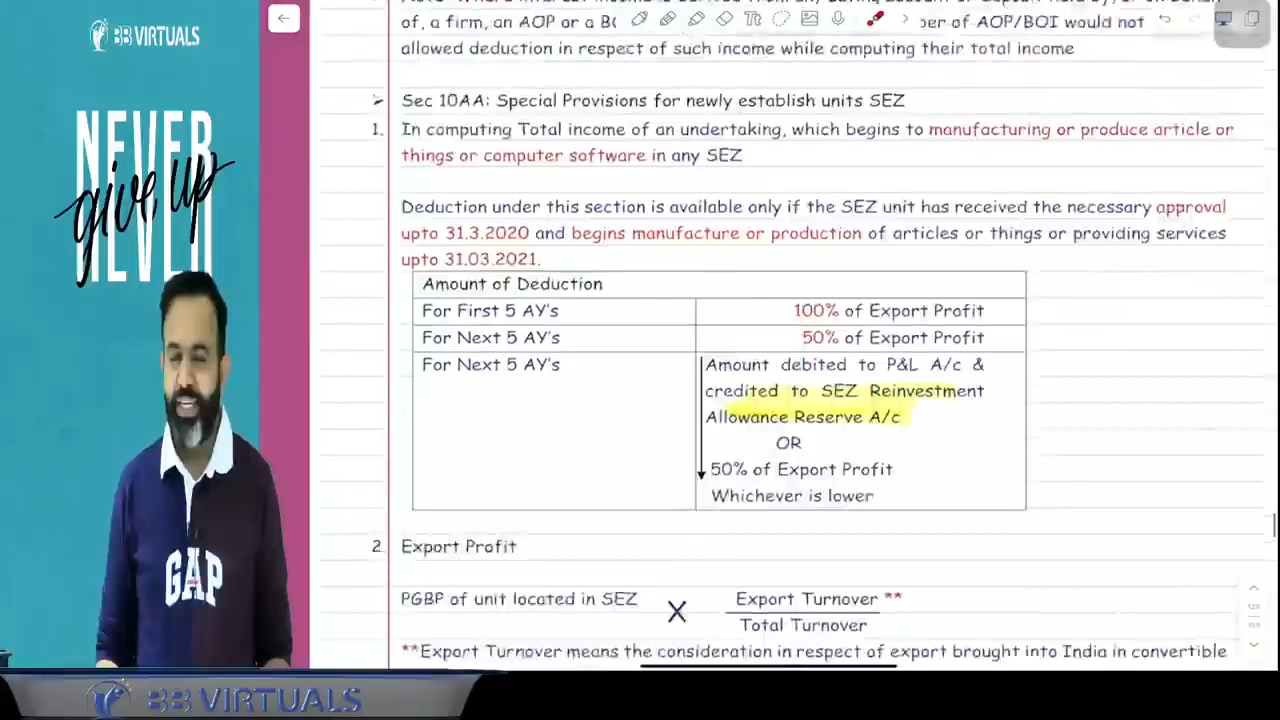 BB VIRTUALS
NEVER
give up
NEVER
of, a firm, an AOP or a
per of AOP/BOI would not
allowed deduction in respect of such income while computing their total income
➢ Sec 10AA: Special Provisions for newly establish units SEZ
1. In computing Total income of an undertaking, which begins to manufacturing or produce article or
things or computer software in any SEZ
Deduction under this section is available only if the SEZ unit has received the necessary approval
upto 31.3.2020 and begins manufacture or production of articles or things or providing services
upto 31.03.2021.
Amount of Deduction
For First 5 AY's 100% of Export Profit
For Next 5 AY's 50% of Export Profit
For Next 5 AY's Amount debited to P&L A/c &
credited to SEZ Reinvestment
Allowance Reserve A/c
OR
50% of Export Profit
Whichever is lower
2. Export Profit
PGBP of unit located in SEZ X Export Turnover **
Total Turnover
**Export Turnover means the consideration in respect of export brought into India in convertible
GAP
BB VIRTUALS